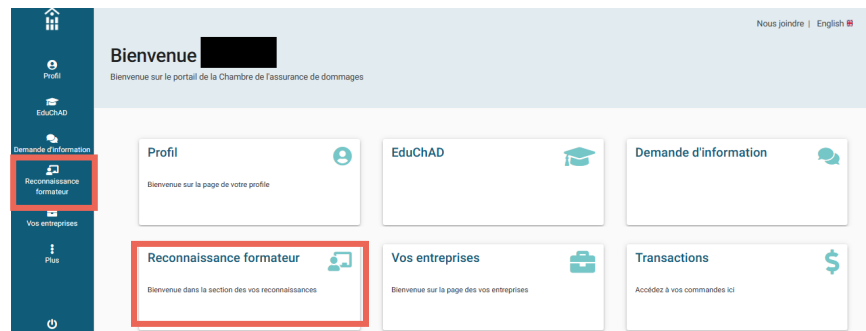 Nous joindre | English
Bienvenue
Bienvenue sur le portail de la Chambre de l'assurance de dommages
Profil
EduChAD
Demande d'information
Reconnaissance
formateur
Vos entreprises
Plus
Profil
Bienvenue sur la page de votre profile
EduChAD
Demande d'information
Reconnaissance formateur
Bienvenue dans la section des vos reconnaissances
Vos entreprises
Bienvenue sur la page des vos entreprises
Transactions
Accédez à vos commandes ici